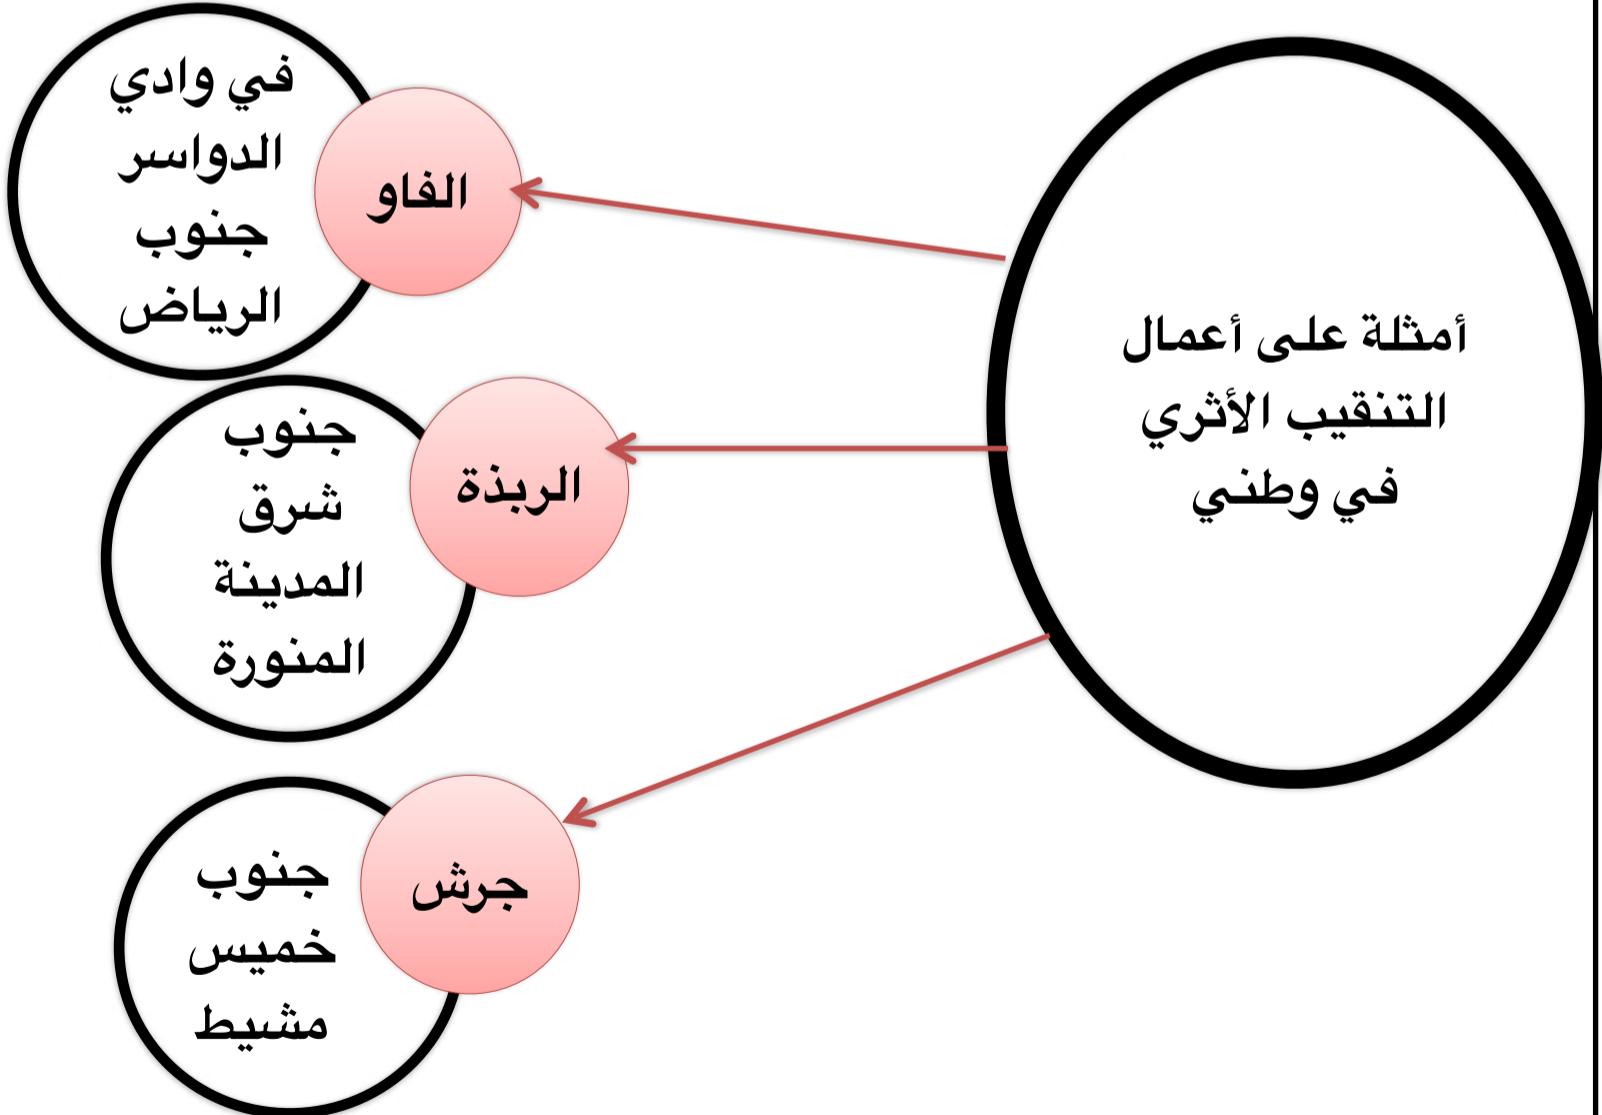 أمثلة على أعمال
التنقيب الأثري
في وطني
الفاو
في وادي
الدواسر
جنوب
الرياض
الربذة
جنوب
شرق
المدينة
المنورة
جرش
جنوب
خميس
مشيط